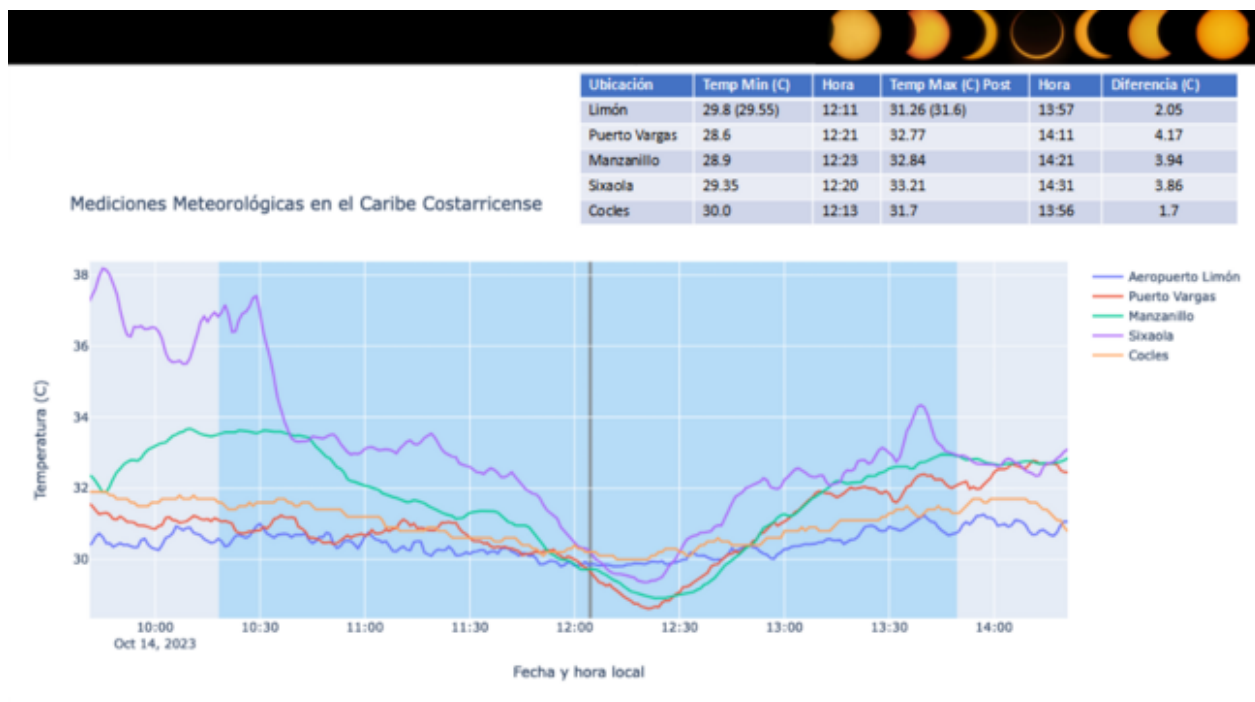 Ubicación Temp Min (C) Hora Temp Max (C) Post Hora Diferencia (C)
Limón 29.8 (29.55) 12:11 31.26 (31.6) 13:57 2.05
Puerto Vargas 28.6 12:21 32.77 14:11 4.17
Manzanillo 28.9 12:23 32.84 14:21 3.94
Sixaola 29.35 12:20 33.21 14:31 3.86
Cocles 30.0 12:13 31.7 13:56 1.7
Mediciones Meteorológicas en el Caribe Costarricense
38
36
34
32
30
Temperatura (C)
Aeropuerto Limón
Puerto Vargas
Manzanillo
Sixaola
Cocles
10:00 10:30 11:00 11:30 12:00 12:30 13:00 13:30 14:00
Oct 14, 2023
Fecha y hora local